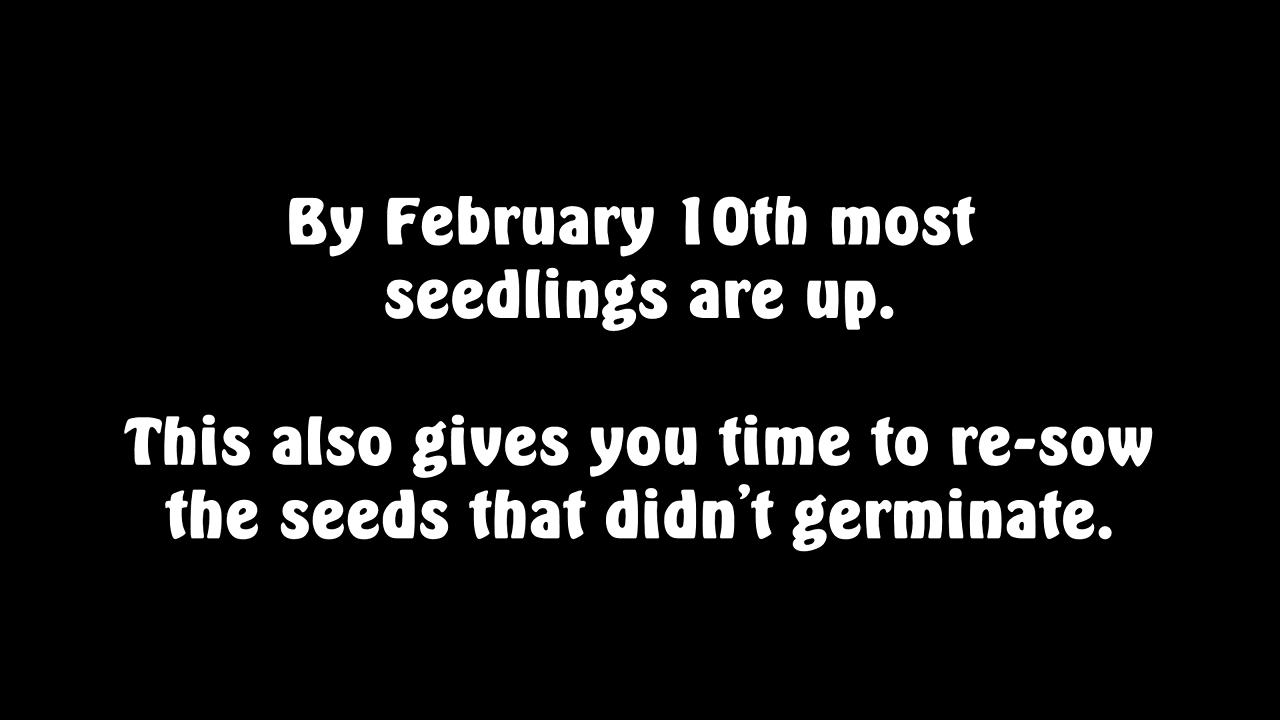 By February 10th most
seedlings are up.
This also gives you time to re-sow
the seeds that didn’t germinate.